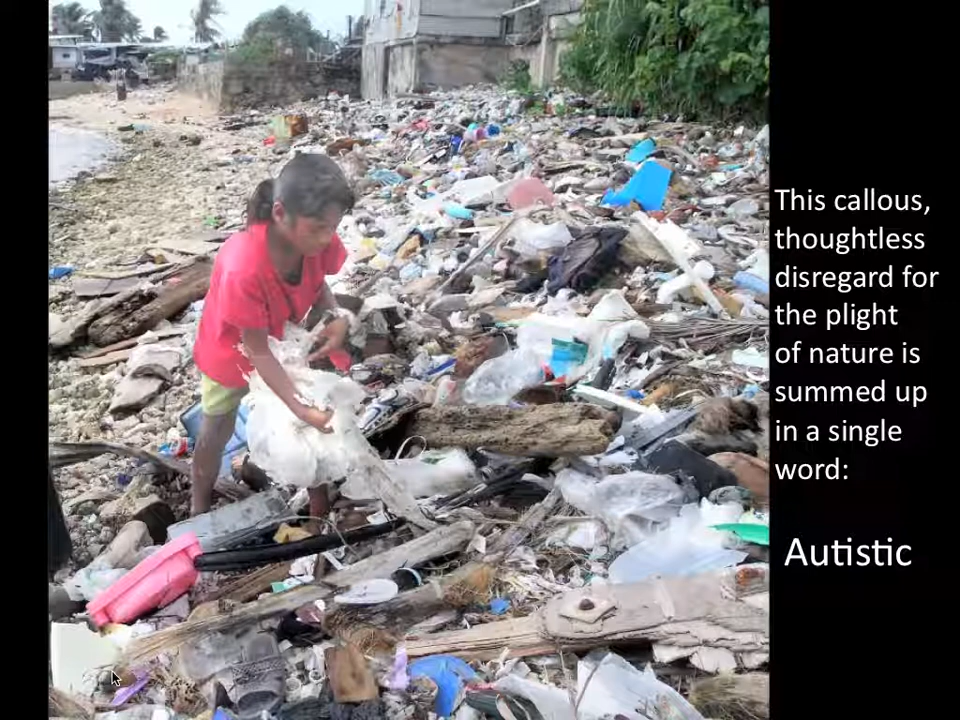 This callous,
thoughtless
disregard for
the plight
of nature is
summed up
in a single
word:
Autistic